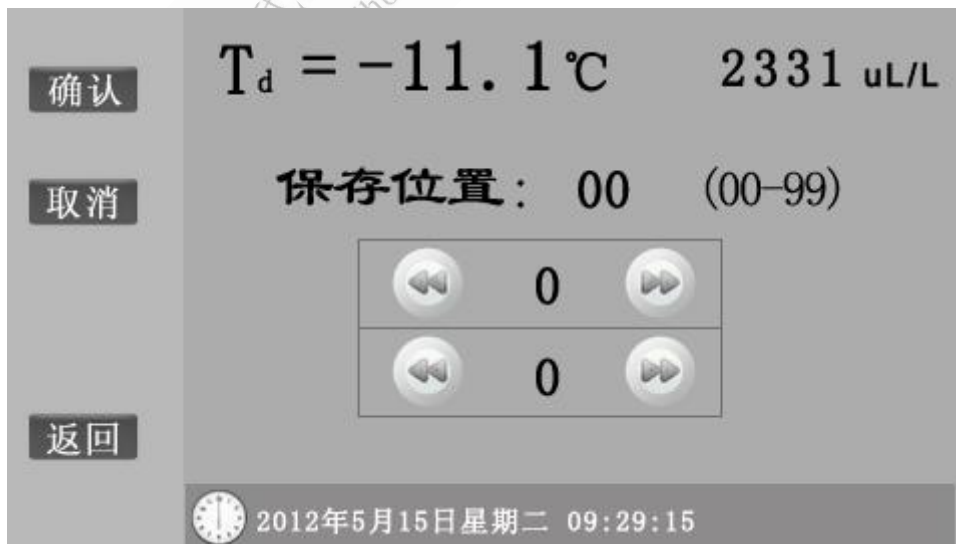 确认
T_d = -11.1℃ 2331 uL/L
取消
保存位置: 00 (00-99)
0
0
返回
2012年5月15日星期二 09:29:15